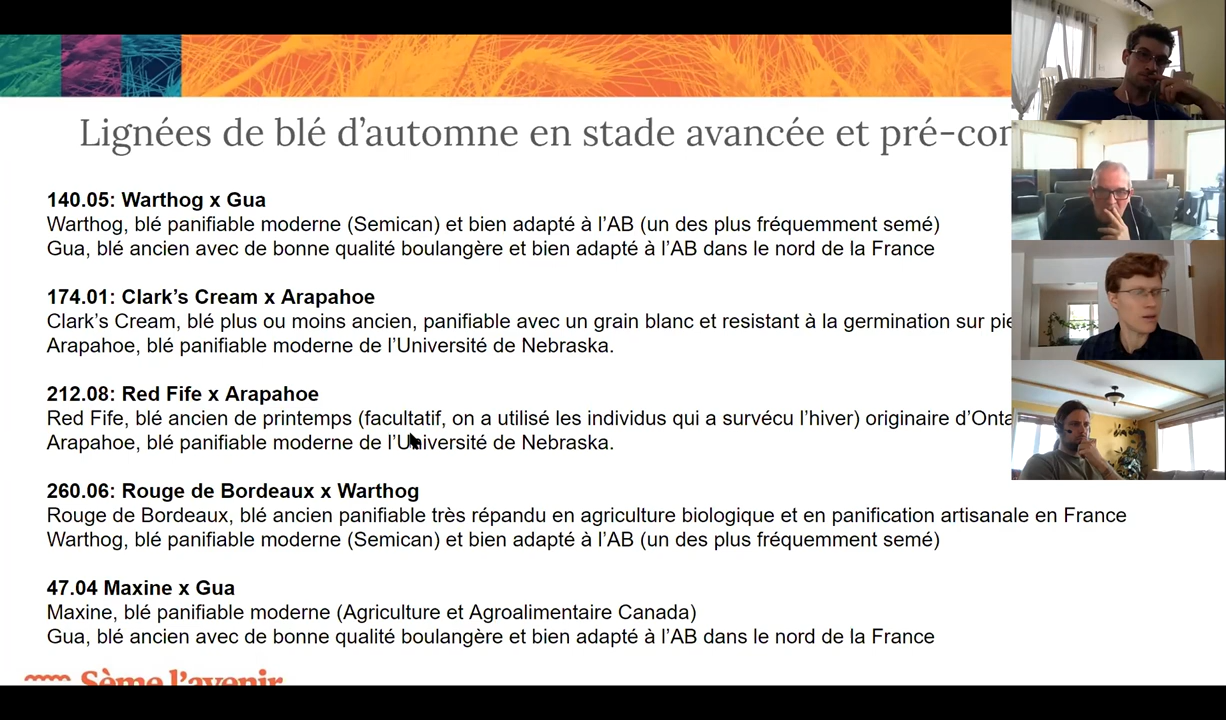 Lignées de blé d'automne en stade avancée et
140.05: Warthog x Gua
Warthog, blé panifiable moderne (Semican) et bien adapté à l'AB (un des plus fréquemment semé)
Gua, blé ancien avec de bonne qualité boulangère et bien adapté à l'AB dans le nord de la France
174.01: Clark's Cream x Arapahoe
Clark's Cream, blé plus ou moins ancien, panifiable avec un grain blanc et resistant à la germination sur
Arapahoe, blé panifiable moderne de l'Université de Nebraska.
212.08: Red Fife x Arapahoe
Red Fife, blé ancien de printemps (facultatif, on a utilisé les individus qui a survécu l'hiver) originaire
Arapahoe, blé panifiable moderne de l'Université de Nebraska.
260.06: Rouge de Bordeaux x Warthog
Rouge de Bordeaux, blé ancien panifiable très répandu en agriculture biologique et en panification artisanale en France
Warthog, blé panifiable moderne (Semican) et bien adapté à l'AB (un des plus fréquemment semé)
47.04 Maxine x Gua
Maxine, blé panifiable moderne (Agriculture et Agroalimentaire Canada)
Gua, blé ancien avec de bonne qualité boulangère et bien adapté à l'AB dans le nord de la France
Sème l'avenir